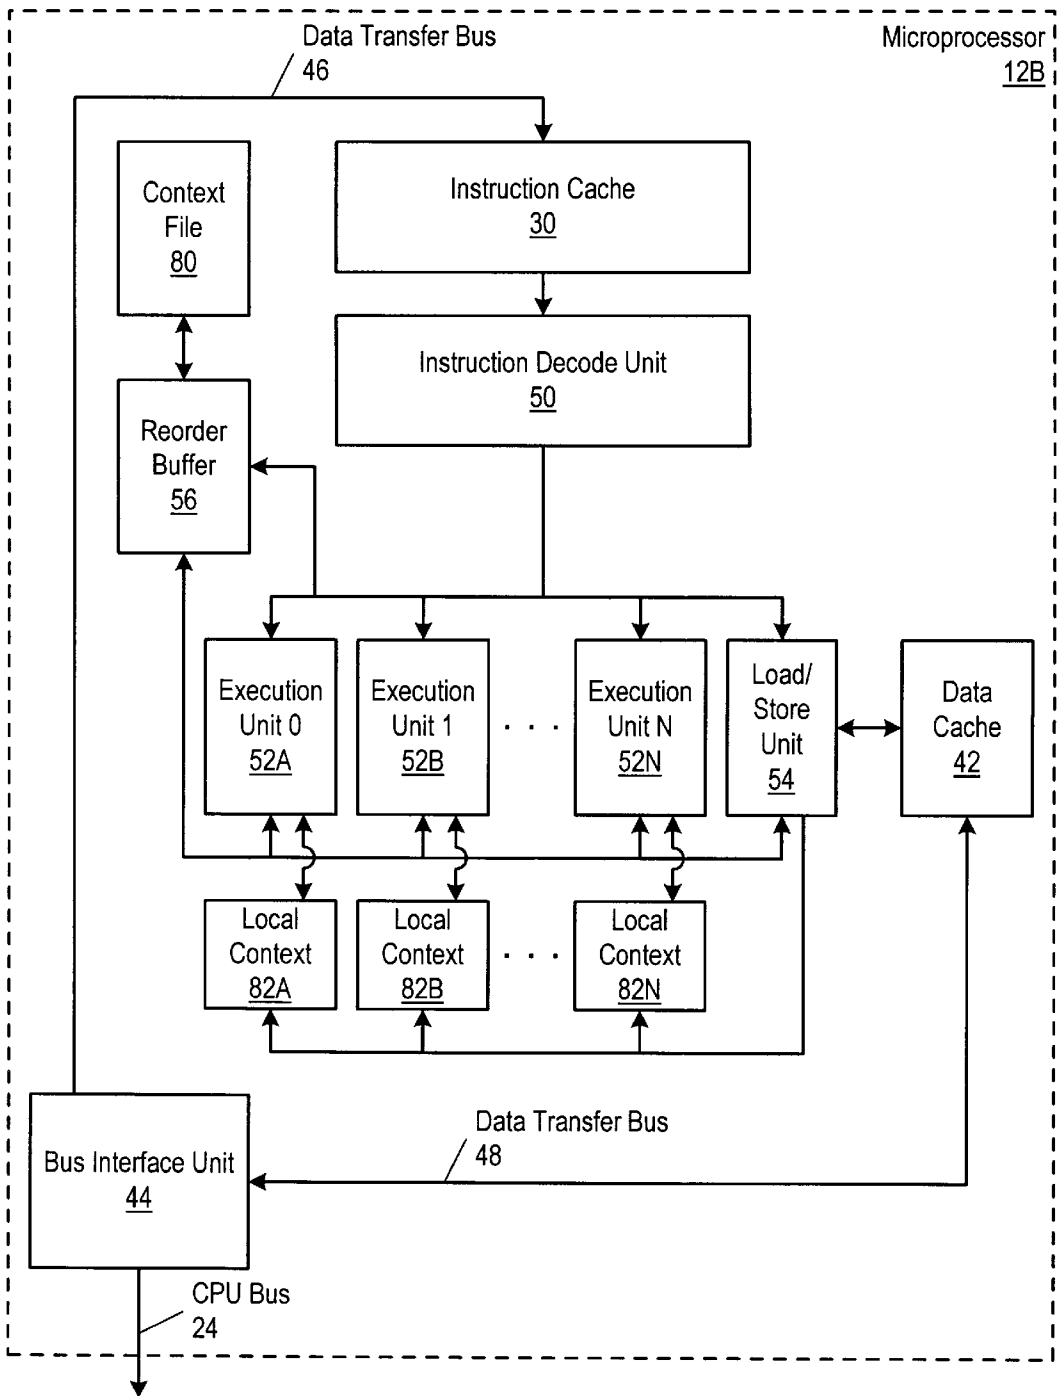 Data Transfer Bus
46
Microprocessor
12B
Context
File
80
Instruction Cache
30
Instruction Decode Unit
50
Reorder
Buffer
56
Execution
Unit 0
52A
Execution
Unit 1
52B
. . .
Execution
Unit N
52N
Load/
Store
Unit
54
Data
Cache
42
Local
Context
82A
Local
Context
82B
. . .
Local
Context
82N
Bus Interface Unit
44
Data Transfer Bus
48
CPU Bus
24